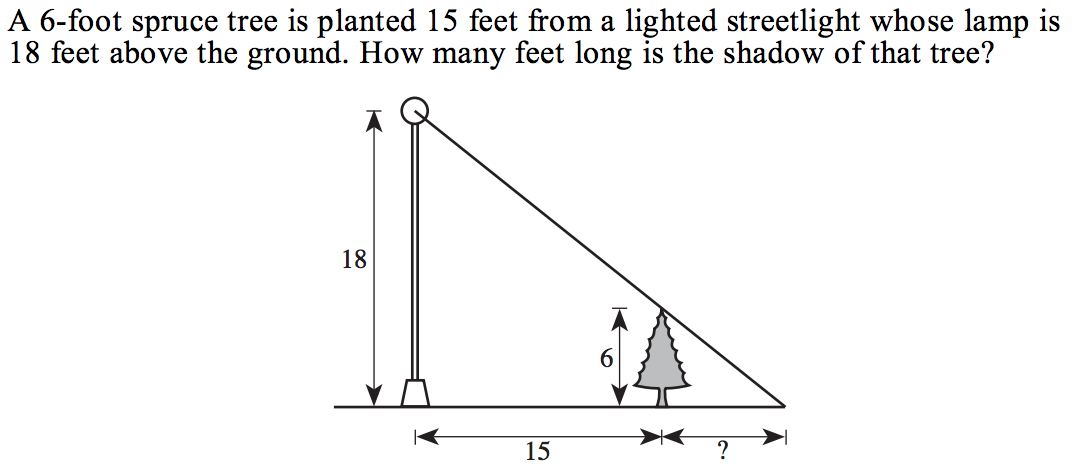 A 6-foot spruce tree is planted 15 feet from a lighted streetlight whose lamp is
18 feet above the ground. How many feet long is the shadow of that tree?
18
6
15
?